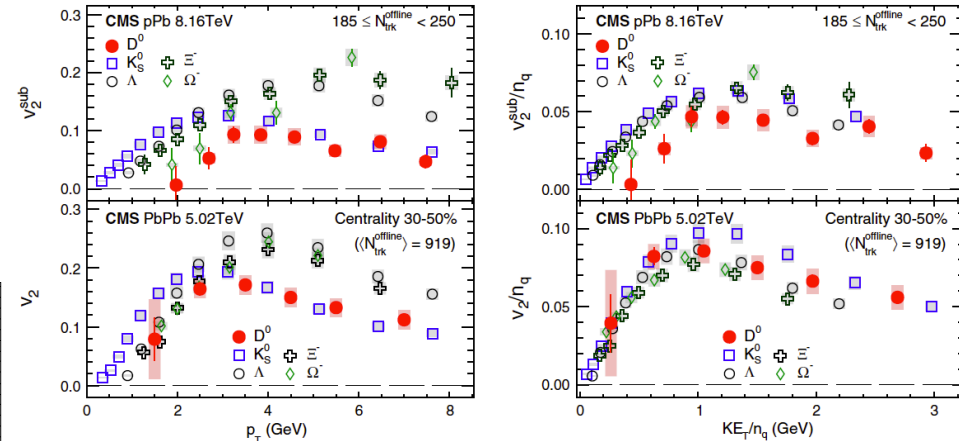 CMS pPb 8.16TeV
185 ≤ N_trk^offline < 250
D⁰
K_S⁰
Λ
Ξ⁻
Ω⁻
v₂^sub
0.3
0.2
0.1
0.0
CMS PbPb 5.02TeV
Centrality 30-50%
(⟨N_trk^offline⟩ = 919)
D⁰
K_S⁰
Λ
Ξ⁻
Ω⁻
v₂
0.3
0.2
0.1
0.0
0 2 4 6 8
p_T (GeV)
CMS pPb 8.16TeV
185 ≤ N_trk^offline < 250
D⁰
K_S⁰
Λ
Ξ⁻
Ω⁻
v₂^sub/n_q
0.10
0.05
0.00
CMS PbPb 5.02TeV
Centrality 30-50%
(⟨N_trk^offline⟩ = 919)
D⁰
K_S⁰
Λ
Ξ⁻
Ω⁻
v₂/n_q
0.10
0.05
0.00
0 1 2 3
KE_T/n_q (GeV)